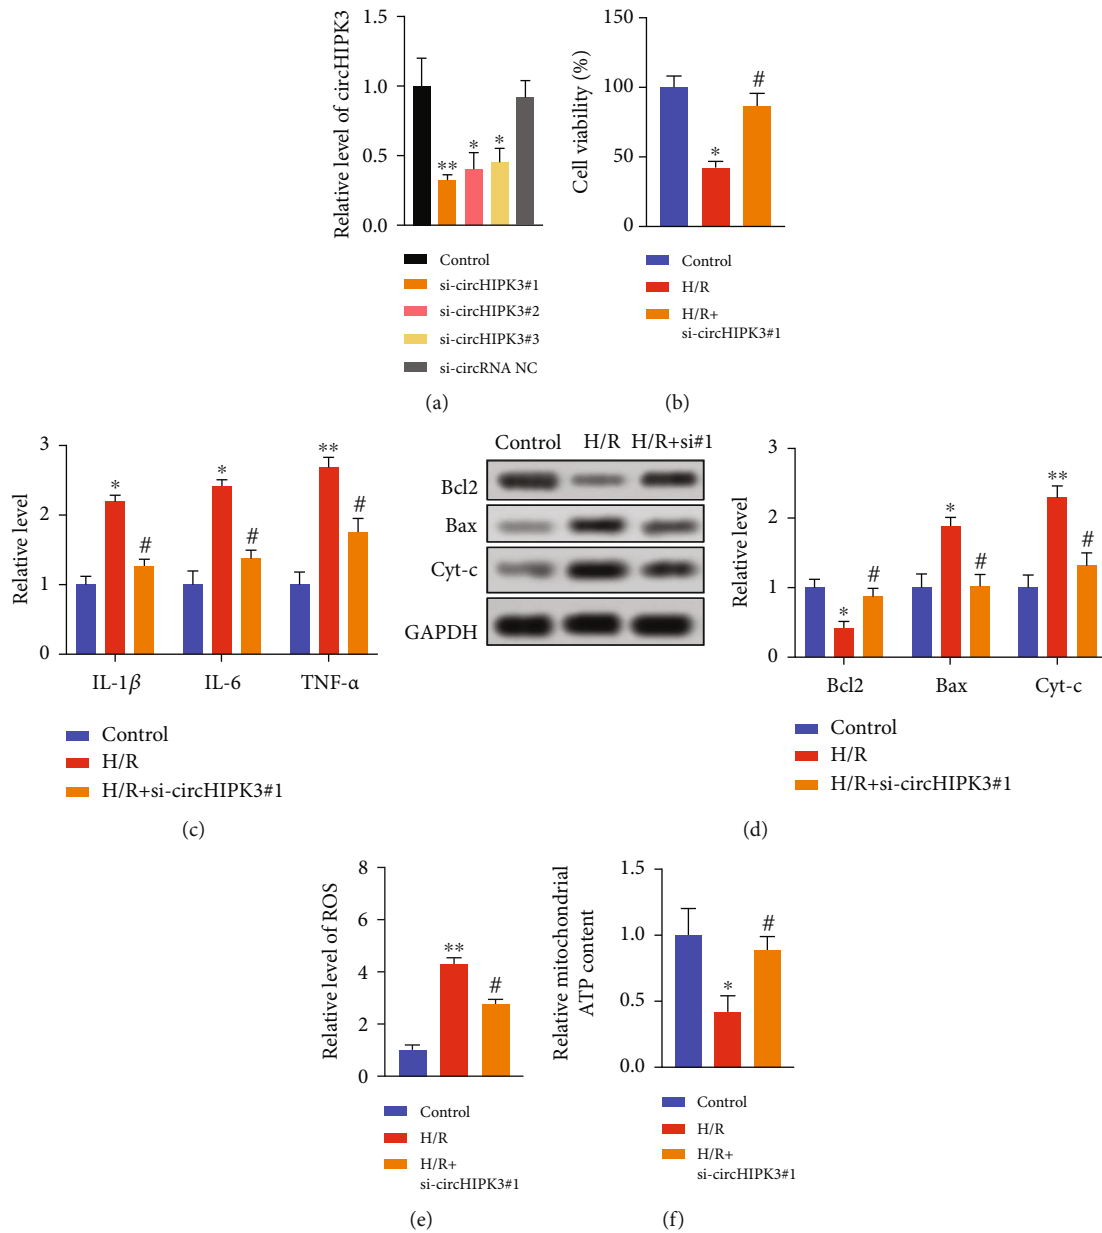 Relative level of circHIPK3
1.5
1.0
0.5
0.0
**
*
*
Control
si-circHIPK3#1
si-circHIPK3#2
si-circHIPK3#3
si-circRNA NC
(a)
Cell viability (%)
150
100
50
0
*
#
Control
H/R
H/R+
si-circHIPK3#1
(b)
Relative level
3
2
1
0
*
#
*
#
**
#
IL-1β
IL-6
TNF-α
Control
H/R
H/R+si-circHIPK3#1
(c)
Control H/R H/R+si#1
Bcl2
Bax
Cyt-c
GAPDH
Relative level
3
2
1
0
*
#
*
#
**
#
Bcl2
Bax
Cyt-c
Control
H/R
H/R+si-circHIPK3#1
(d)
Relative level of ROS
8
6
4
2
0
**
#
Control
H/R
H/R+
si-circHIPK3#1
(e)
Relative mitochondrial
ATP content
1.5
1.0
0.5
0.0
*
#
Control
H/R
H/R+
si-circHIPK3#1
(f)